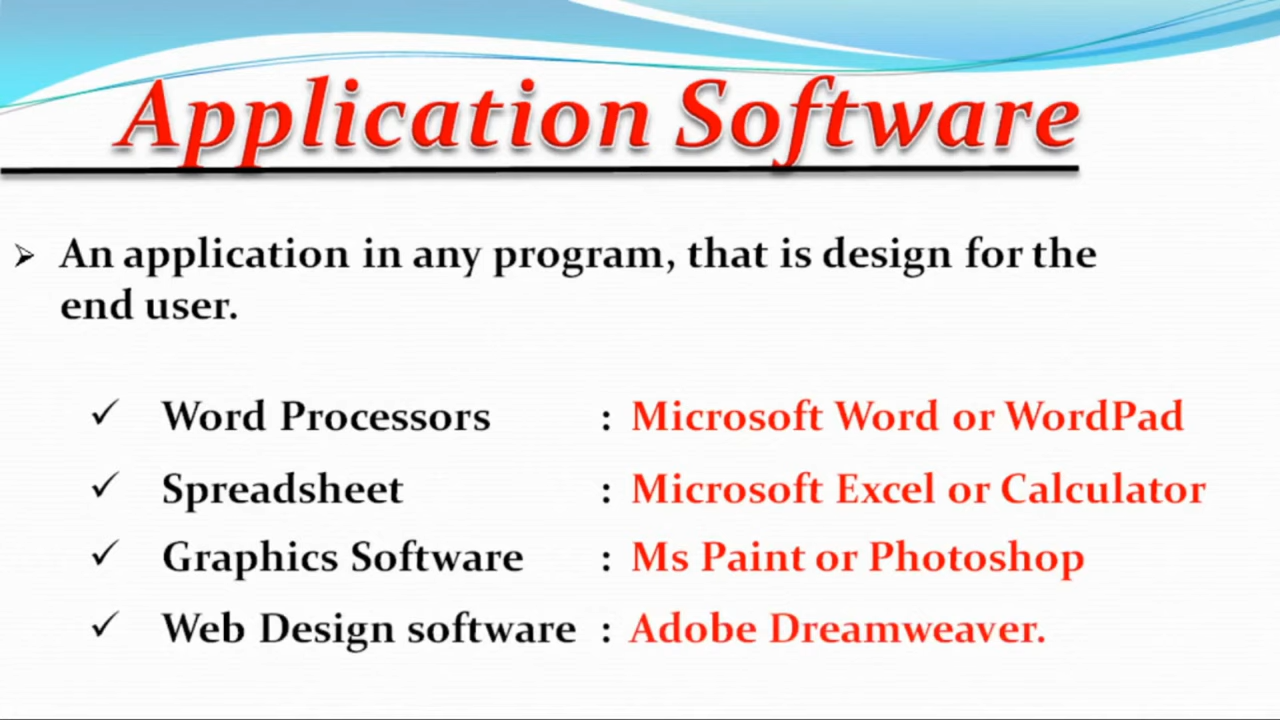 Application Software
➢ An application in any program, that is design for the
end user.
✓ Word Processors : Microsoft Word or WordPad
✓ Spreadsheet : Microsoft Excel or Calculator
✓ Graphics Software : Ms Paint or Photoshop
✓ Web Design software : Adobe Dreamweaver.